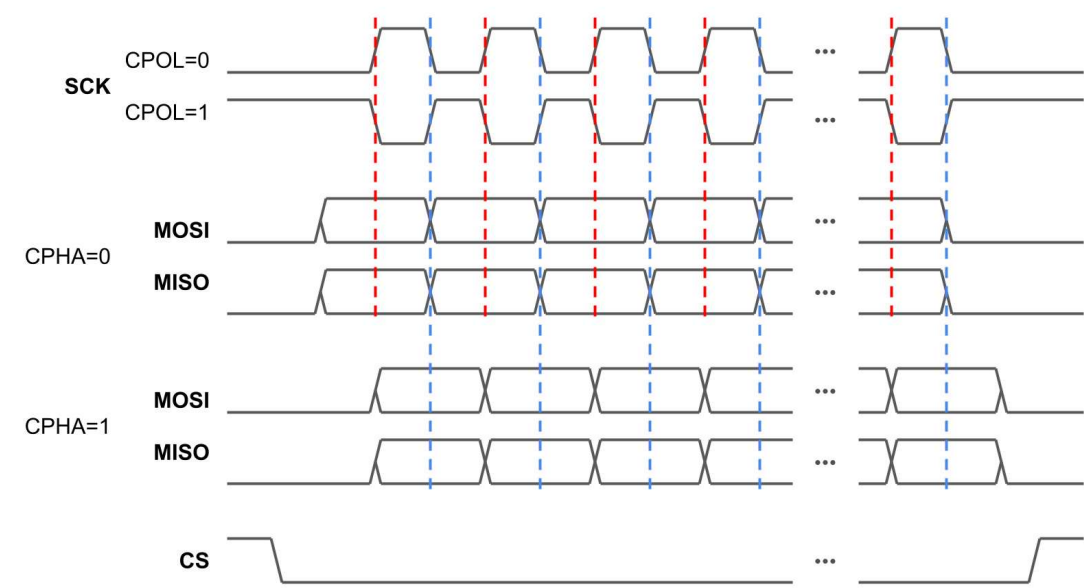 CPOL=0
...
SCK
CPOL=1
...
MOSI
...
CPHA=0
MISO
...
MOSI
...
CPHA=1
MISO
...
CS
...